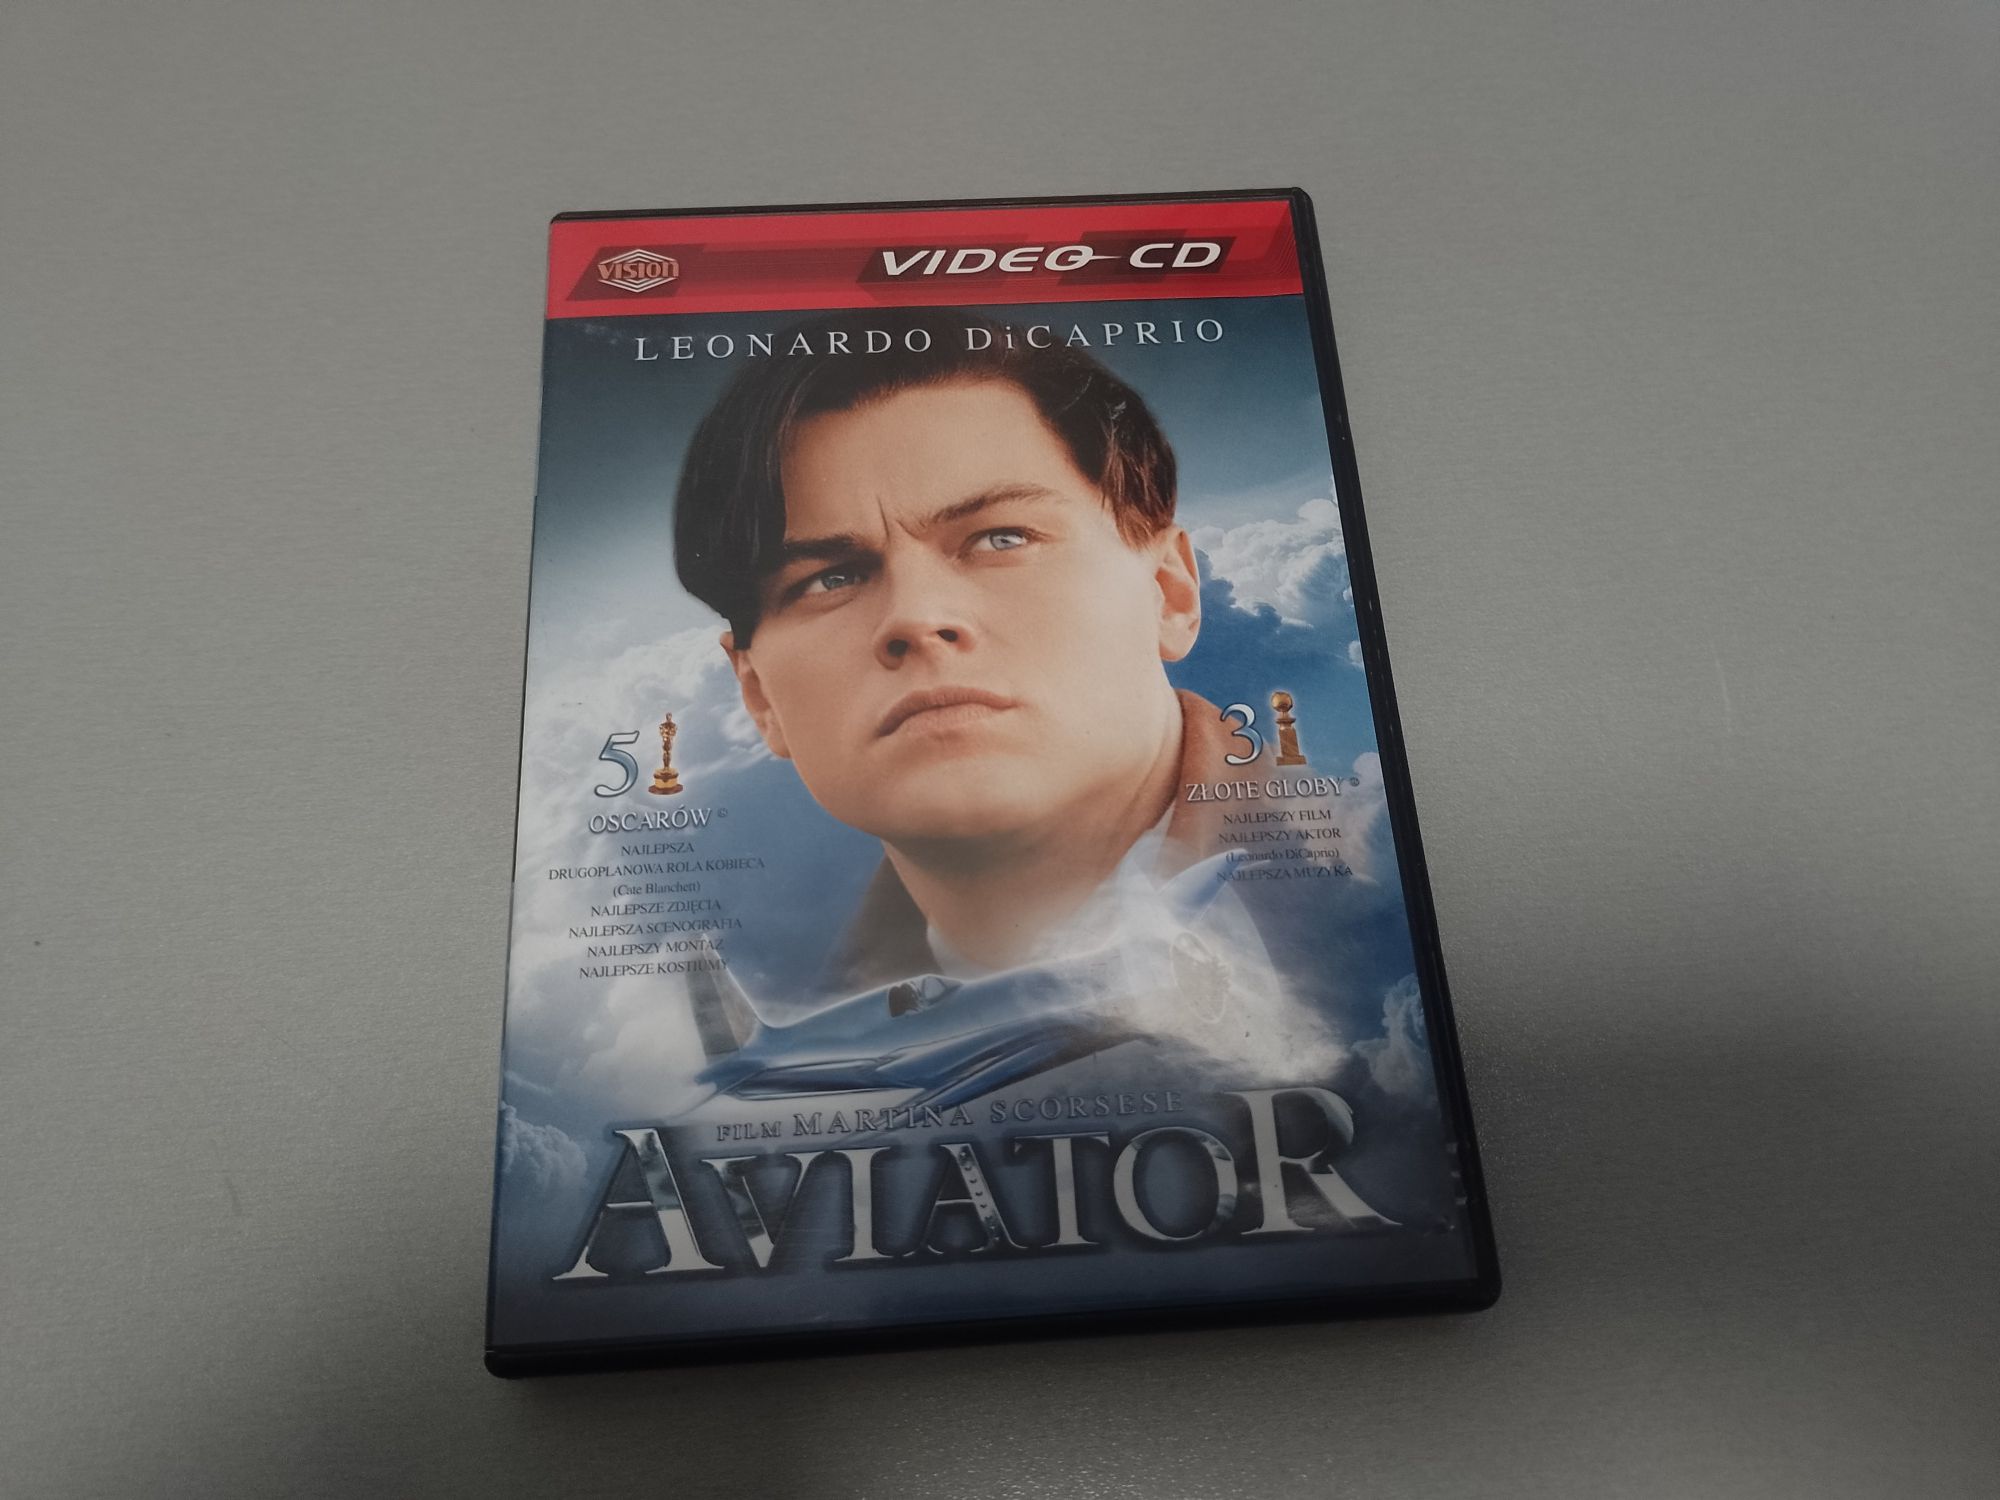 VISION
VIDEO CD
LEONARDO DiCAPRIO
5
OSCARÓW ®
NAJLEPSZA
DRUGOPLANOWA ROLA KOBIECA
(Cate Blanchett)
NAJLEPSZE ZDJĘCIA
NAJLEPSZA SCENOGRAFIA
NAJLEPSZY MONTAŻ
NAJLEPSZE KOSTIUMY
3
ZŁOTE GLOBY ®
NAJLEPSZY FILM
NAJLEPSZY AKTOR
(Leonardo DiCaprio)
NAJLEPSZA MUZYKA
FILM MARTINA SCORSESE
AVIATOR